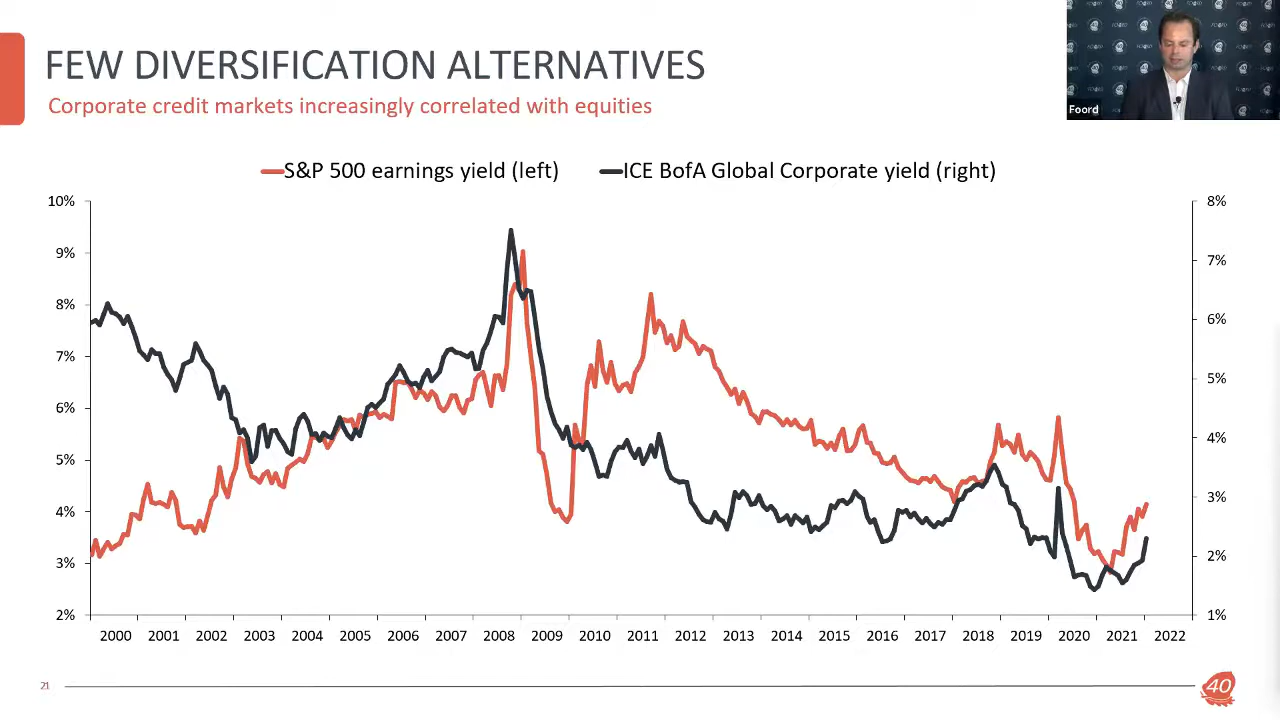 FEW DIVERSIFICATION ALTERNATIVES
Corporate credit markets increasingly correlated with equities
Foord
S&P 500 earnings yield (left) ICE BofA Global Corporate yield (right)
10% 8%
9% 7%
8% 6%
7% 5%
6% 4%
5% 3%
4% 2%
3% 1%
2%
2000 2001 2002 2003 2004 2005 2006 2007 2008 2009 2010 2011 2012 2013 2014 2015 2016 2017 2018 2019 2020 2021 2022
21
40